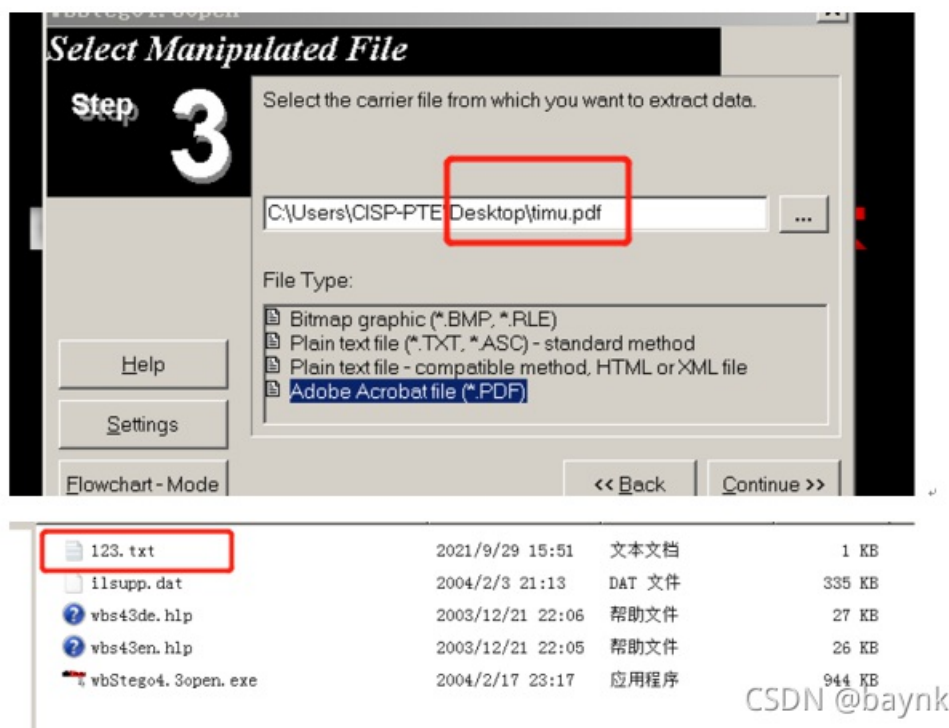 wbStego4.3open
Select Manipulated File
Step 3
Select the carrier file from which you want to extract data.
C:\Users\CISP-PTE\Desktop\timu.pdf
...
File Type:
Bitmap graphic (*.BMP, *.RLE)
Plain text file (*.TXT, *.ASC) - standard method
Plain text file - compatible method, HTML or XML file
Adobe Acrobat file (*.PDF)
Help
Settings
Flowchart - Mode
<< Back
Continue >>
123.txt 2021/9/29 15:51 文本文档 1 KB
ilsupp.dat 2004/2/3 21:13 DAT 文件 335 KB
wbs43de.hlp 2003/12/21 22:06 帮助文件 27 KB
wbs43en.hlp 2003/12/21 22:05 帮助文件 26 KB
wbStego4.3open.exe 2004/2/17 23:17 应用程序 944 KB
CSDN @baynk